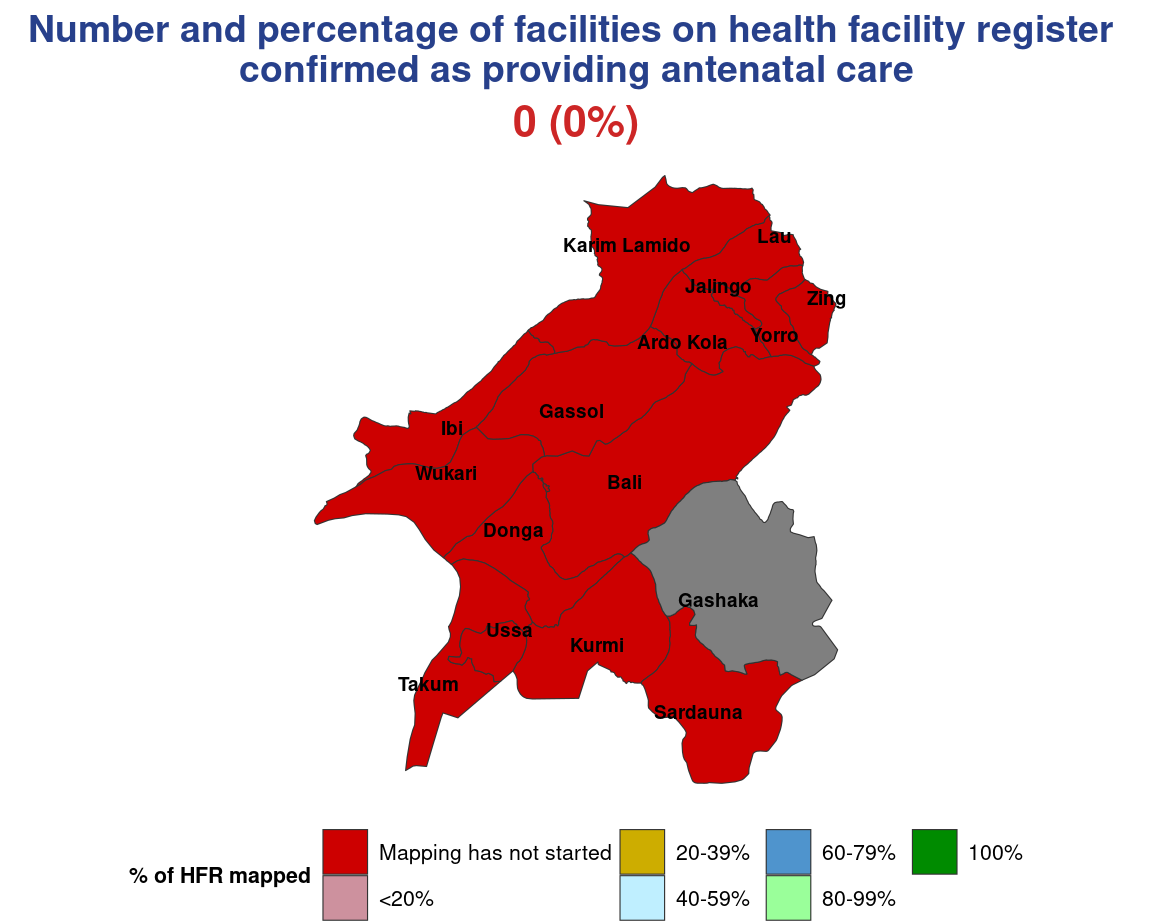 Number and percentage of facilities on health facility register
confirmed as providing antenatal care
0 (0%)
Karim Lamido
Lau
Jalingo
Zing
Ardo Kola
Yorro
Gassol
Ibi
Wukari
Bali
Donga
Gashaka
Ussa
Kurmi
Takum
Sardauna
% of HFR mapped
Mapping has not started
<20%
20-39%
40-59%
60-79%
80-99%
100%